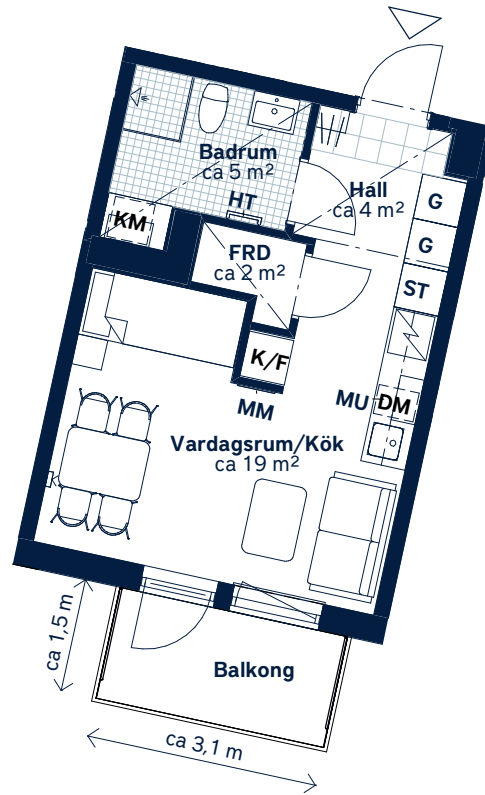 Badrum
ca 5 m²
HT
KM
Hall
ca 4 m²
G
G
ST
FRD
ca 2 m²
K/F
MM
MU
DM
Vardagsrum/Kök
ca 19 m²
Balkong
ca 1,5 m
ca 3,1 m